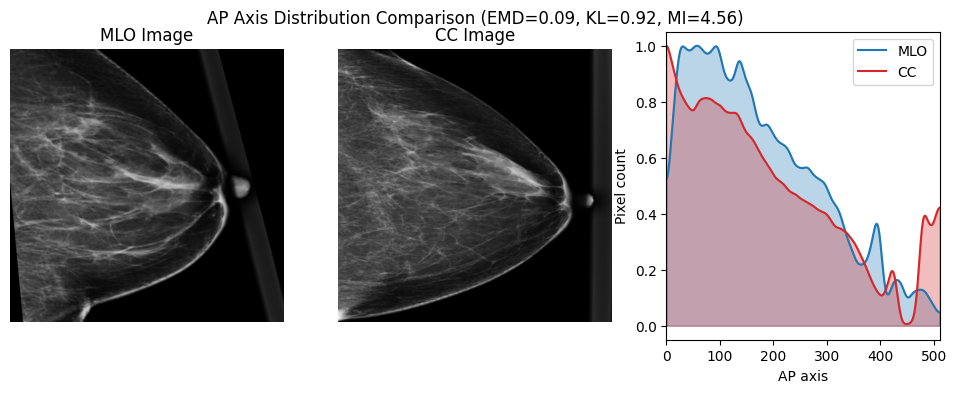 AP Axis Distribution Comparison (EMD=0.09, KL=0.92, MI=4.56)
MLO Image
CC Image
MLO
CC
Pixel count
1.0
0.8
0.6
0.4
0.2
0.0
0 100 200 300 400 500
AP axis